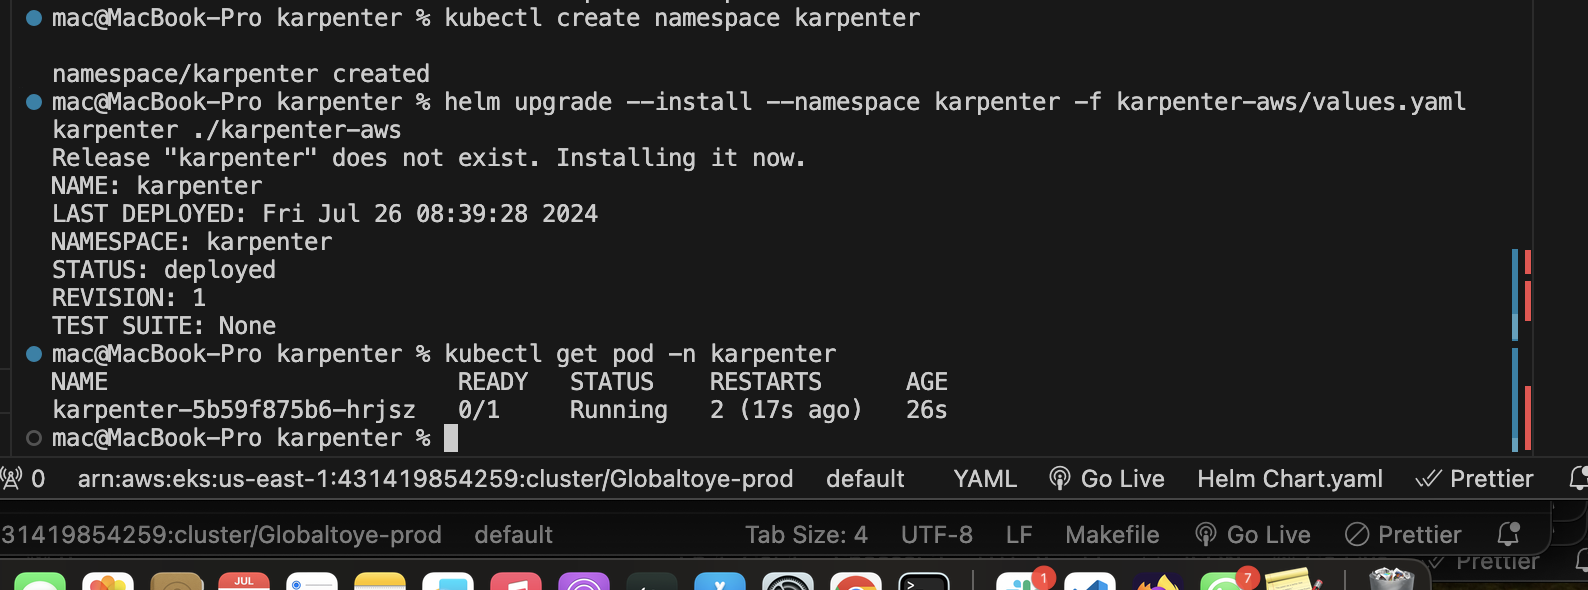 mac@MacBook-Pro karpenter % kubectl create namespace karpenter
namespace/karpenter created
mac@MacBook-Pro karpenter % helm upgrade --install --namespace karpenter -f karpenter-aws/values.yaml
karpenter ./karpenter-aws
Release "karpenter" does not exist. Installing it now.
NAME: karpenter
LAST DEPLOYED: Fri Jul 26 08:39:28 2024
NAMESPACE: karpenter
STATUS: deployed
REVISION: 1
TEST SUITE: None
mac@MacBook-Pro karpenter % kubectl get pod -n karpenter
NAME READY STATUS RESTARTS AGE
karpenter-5b59f875b6-hrjsz 0/1 Running 2 (17s ago) 26s
mac@MacBook-Pro karpenter %
0 arn:aws:eks:us-east-1:431419854259:cluster/Globaltoye-prod default YAML Go Live Helm Chart.yaml Prettier
31419854259:cluster/Globaltoye-prod default Tab Size: 4 UTF-8 LF Makefile Go Live Prettier
Prettier
JUL 1 7